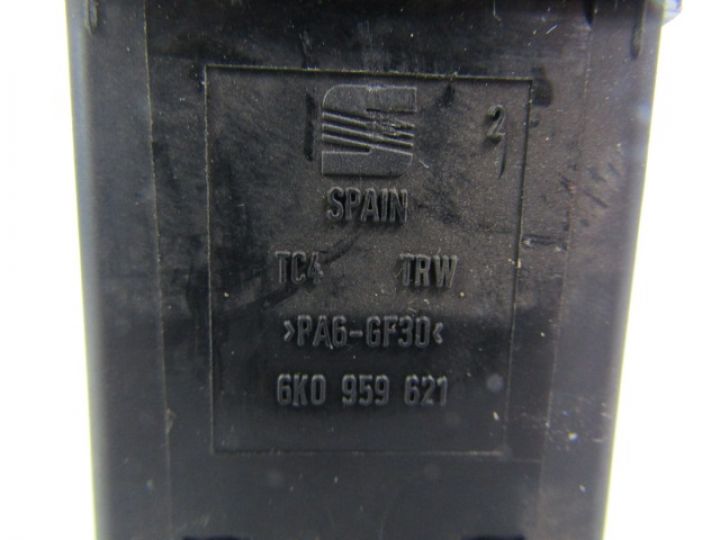 2
SPAIN
TC4 TRW
>PA6-GF30<
6K0 959 621